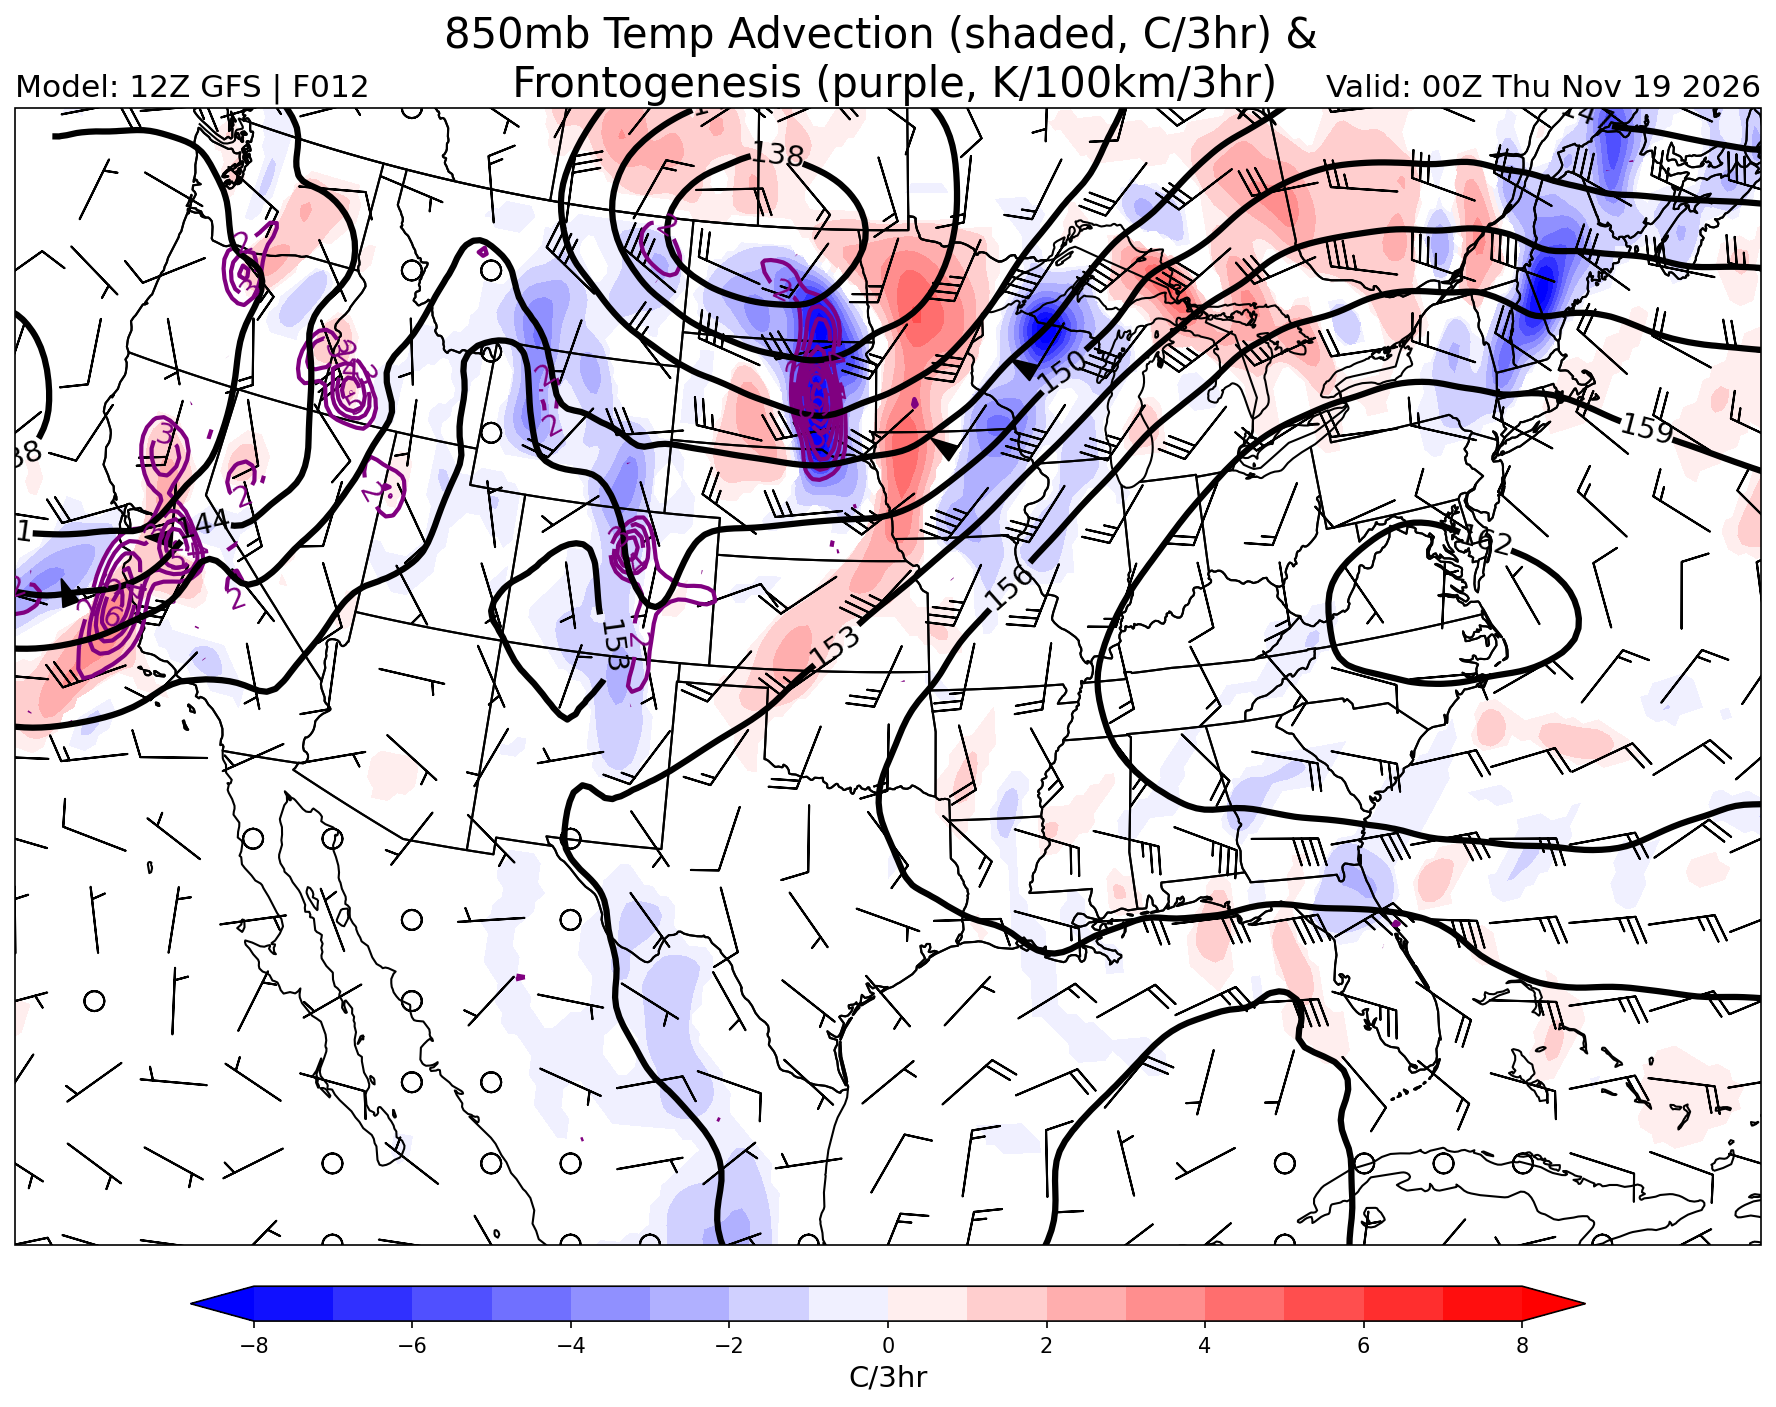 850mb Temp Advection (shaded, C/3hr) &
Frontogenesis (purple, K/100km/3hr)
Model: 12Z GFS | F012
Valid: 00Z Thu Nov 19 2026
138
150
159
162
144
156
153
153
−8 −6 −4 −2 0 2 4 6 8
C/3hr